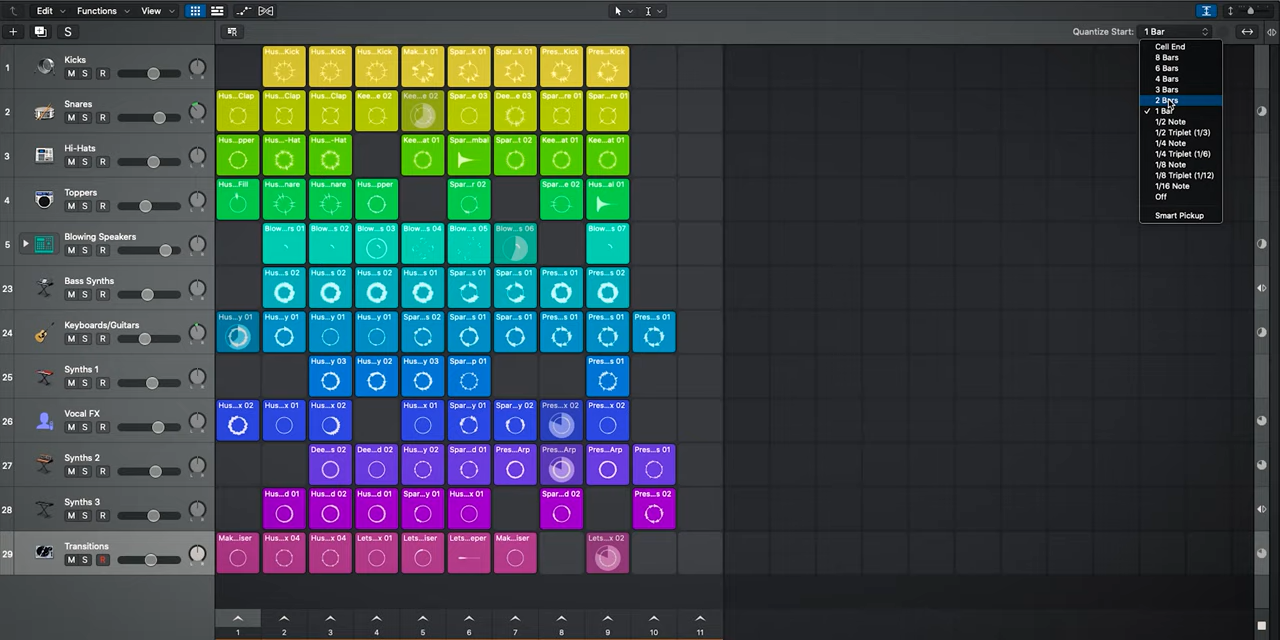 Edit Functions View
S Quantize Start: 1 Bar
Cell End
8 Bars
6 Bars
4 Bars
3 Bars
2 Bars
✓ 1 Bar
1/2 Note
1/2 Triplet (1/3)
1/4 Note
1/4 Triplet (1/6)
1/8 Note
1/8 Triplet (1/12)
1/16 Note
Off
Smart Pickup
1 Kicks
M S R
Hus...Kick Hus...Kick Hus...Kick Mak...k 01 Spar...k 01 Pres...Kick Pres...Kick Pres...Kick
2 Snares
M S R
Hus...Clap Hus...Clap Hus...Clap Kee...e 02 Kee...e 02 Spar...e 03 Dee...e 03 Spar...re 01 Spar...re 01
3 Hi-Hats
M S R
Hus...pper Hus...-Hat Hus...-Hat Kee...at 01 Spar...mbal Spar...t 02 Kee...at 01 Kee...at 01
4 Toppers
M S R
Hus...Fill Hus...nare Hus...nare Hus...pper Spar...r 02 Spar...e 02 Hus...al 01
5 Blowing Speakers
M S R
Blow...rs 01 Blow...s 02 Blow...s 03 Blow...s 04 Blow...s 05 Blow...s 06 Blow...s 07
23 Bass Synths
M S R
Hus...s 02 Hus...s 02 Hus...s 01 Hus...s 01 Spar...s 01 Spar...s 01 Pres...s 01 Pres...s 02
24 Keyboards/Guitars
M S R
Hus...y 01 Hus...y 01 Hus...y 01 Hus...y 01 Spar...s 02 Spar...s 01 Pres...s 01 Pres...s 01 Pres...s 01 Pres...s 01
25 Synths 1
M S R
Hus...y 03 Hus...y 02 Hus...y 03 Spar...p 01 Pres...s 01
26 Vocal FX
M S R
Hus...x 02 Hus...x 01 Hus...x 02 Hus...x 01 Spar...y 01 Spar...y 02 Pres...x 02 Pres...x 02
27 Synths 2
M S R
Dee...s 02 Dee...d 02 Hus...y 02 Spar...d 01 Pres...Arp Pres...Arp Pres...Arp Pres...s 01
28 Synths 3
M S R
Hus...d 01 Hus...d 02 Hus...d 01 Spar...y 01 Hus...x 01 Spar...d 02 Pres...s 02
29 Transitions
M S R
Mak...iser Hus...x 04 Hus...x 04 Lets...x 01 Lets...iser Lets...eper Mak...iser Lets...x 02
1 2 3 4 5 6 7 8 9 10 11